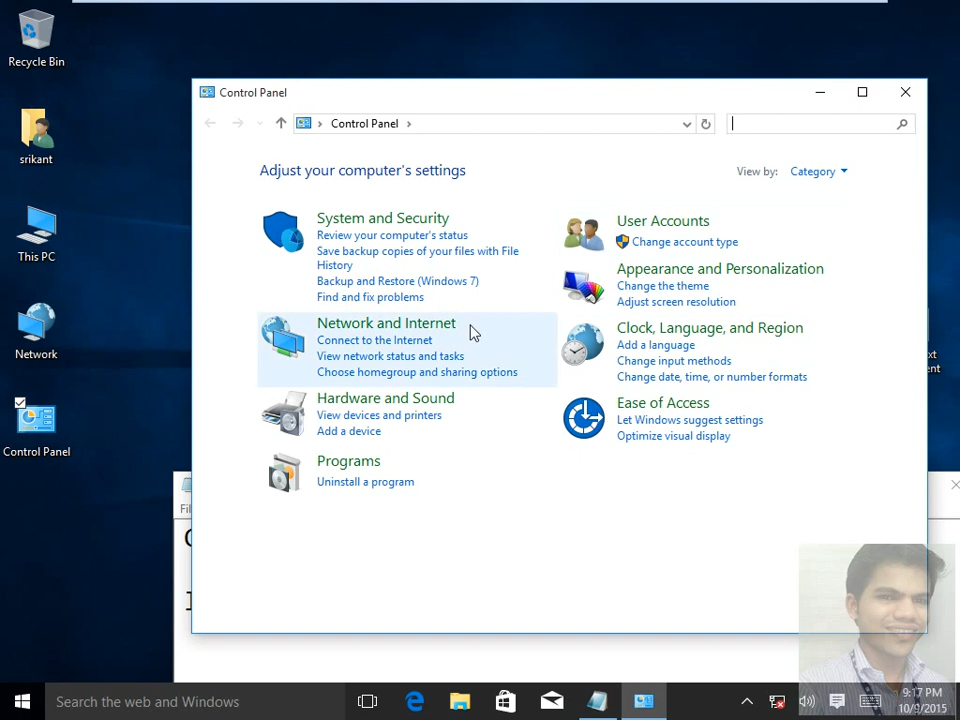 Recycle Bin
srikant
This PC
Network
Control Panel
Control Panel
Control Panel
Adjust your computer's settings
View by: Category
System and Security
Review your computer's status
Save backup copies of your files with File
History
Backup and Restore (Windows 7)
Find and fix problems
Network and Internet
Connect to the Internet
View network status and tasks
Choose homegroup and sharing options
Hardware and Sound
View devices and printers
Add a device
Programs
Uninstall a program
User Accounts
Change account type
Appearance and Personalization
Change the theme
Adjust screen resolution
Clock, Language, and Region
Add a language
Change input methods
Change date, time, or number formats
Ease of Access
Let Windows suggest settings
Optimize visual display
Search the web and Windows
9:17 PM
10/9/2015